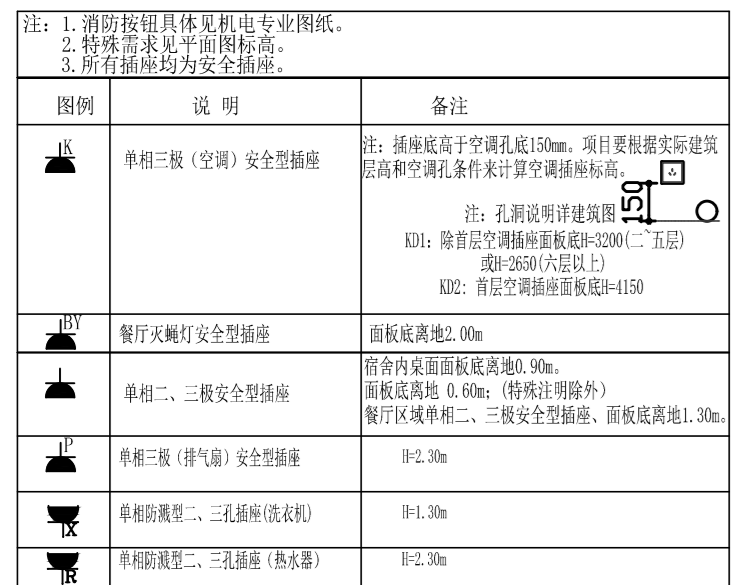 注：1.消防按钮具体见机电专业图纸。
2.特殊需求见平面图标高。
3.所有插座均为安全插座。
图例 说 明 备注
K 单相三极（空调）安全型插座
注：插座底高于空调孔底150mm。项目要根据实际建筑
层高和空调孔条件来计算空调插座标高。
150
注：孔洞说明详建筑图
KD1：除首层空调插座面板底H=3200(二~五层)
或H=2650(六层以上)
KD2: 首层空调插座面板底H=4150
BY 餐厅灭蝇灯安全型插座 面板底离地2.00m
单相二、三极安全型插座
宿舍内桌面面板底离地0.90m。
面板底离地 0.60m;（特殊注明除外）
餐厅区域单相二、三极安全型插座、面板底离地1.30m。
P 单相三极（排气扇）安全型插座 H=2.30m
X 单相防溅型二、三孔插座(洗衣机) H=1.30m
R 单相防溅型二、三孔插座（热水器） H=2.30m